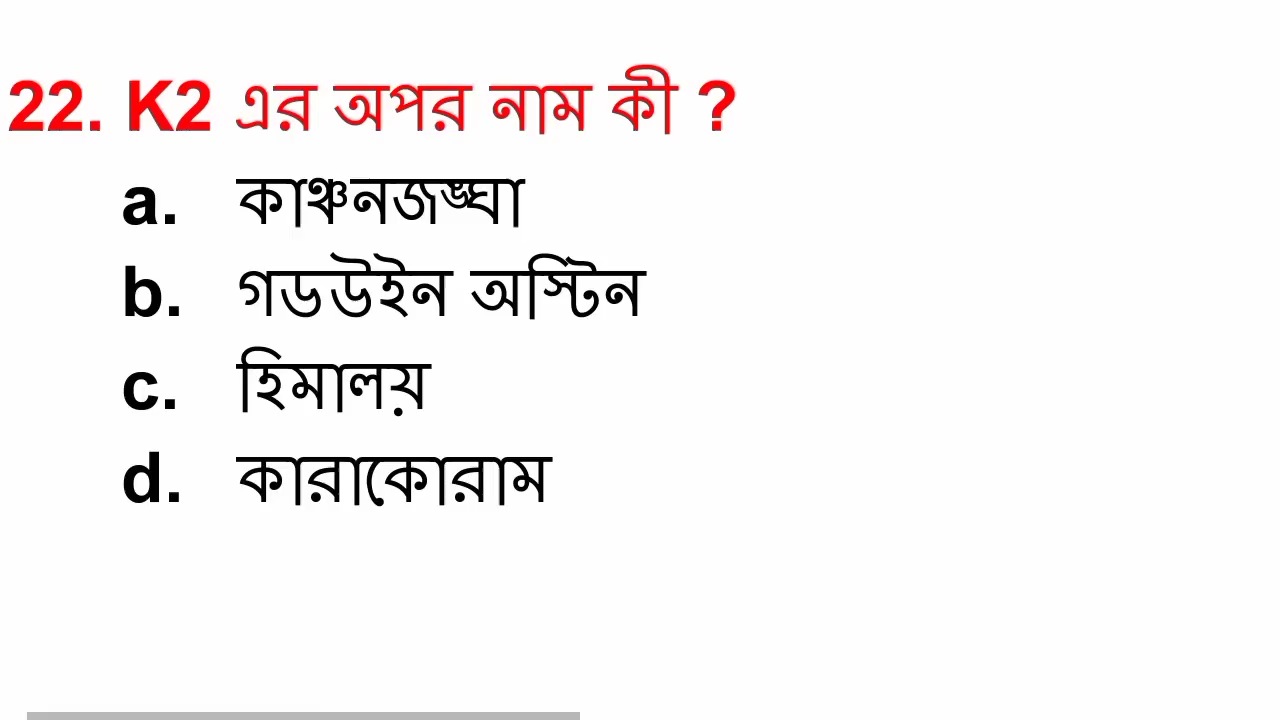 22. K2 এর অপর নাম কী ?
a. কাঞ্চনজঙ্ঘা
b. গডউইন অস্টিন
c. হিমালয়
d. কারাকোরাম